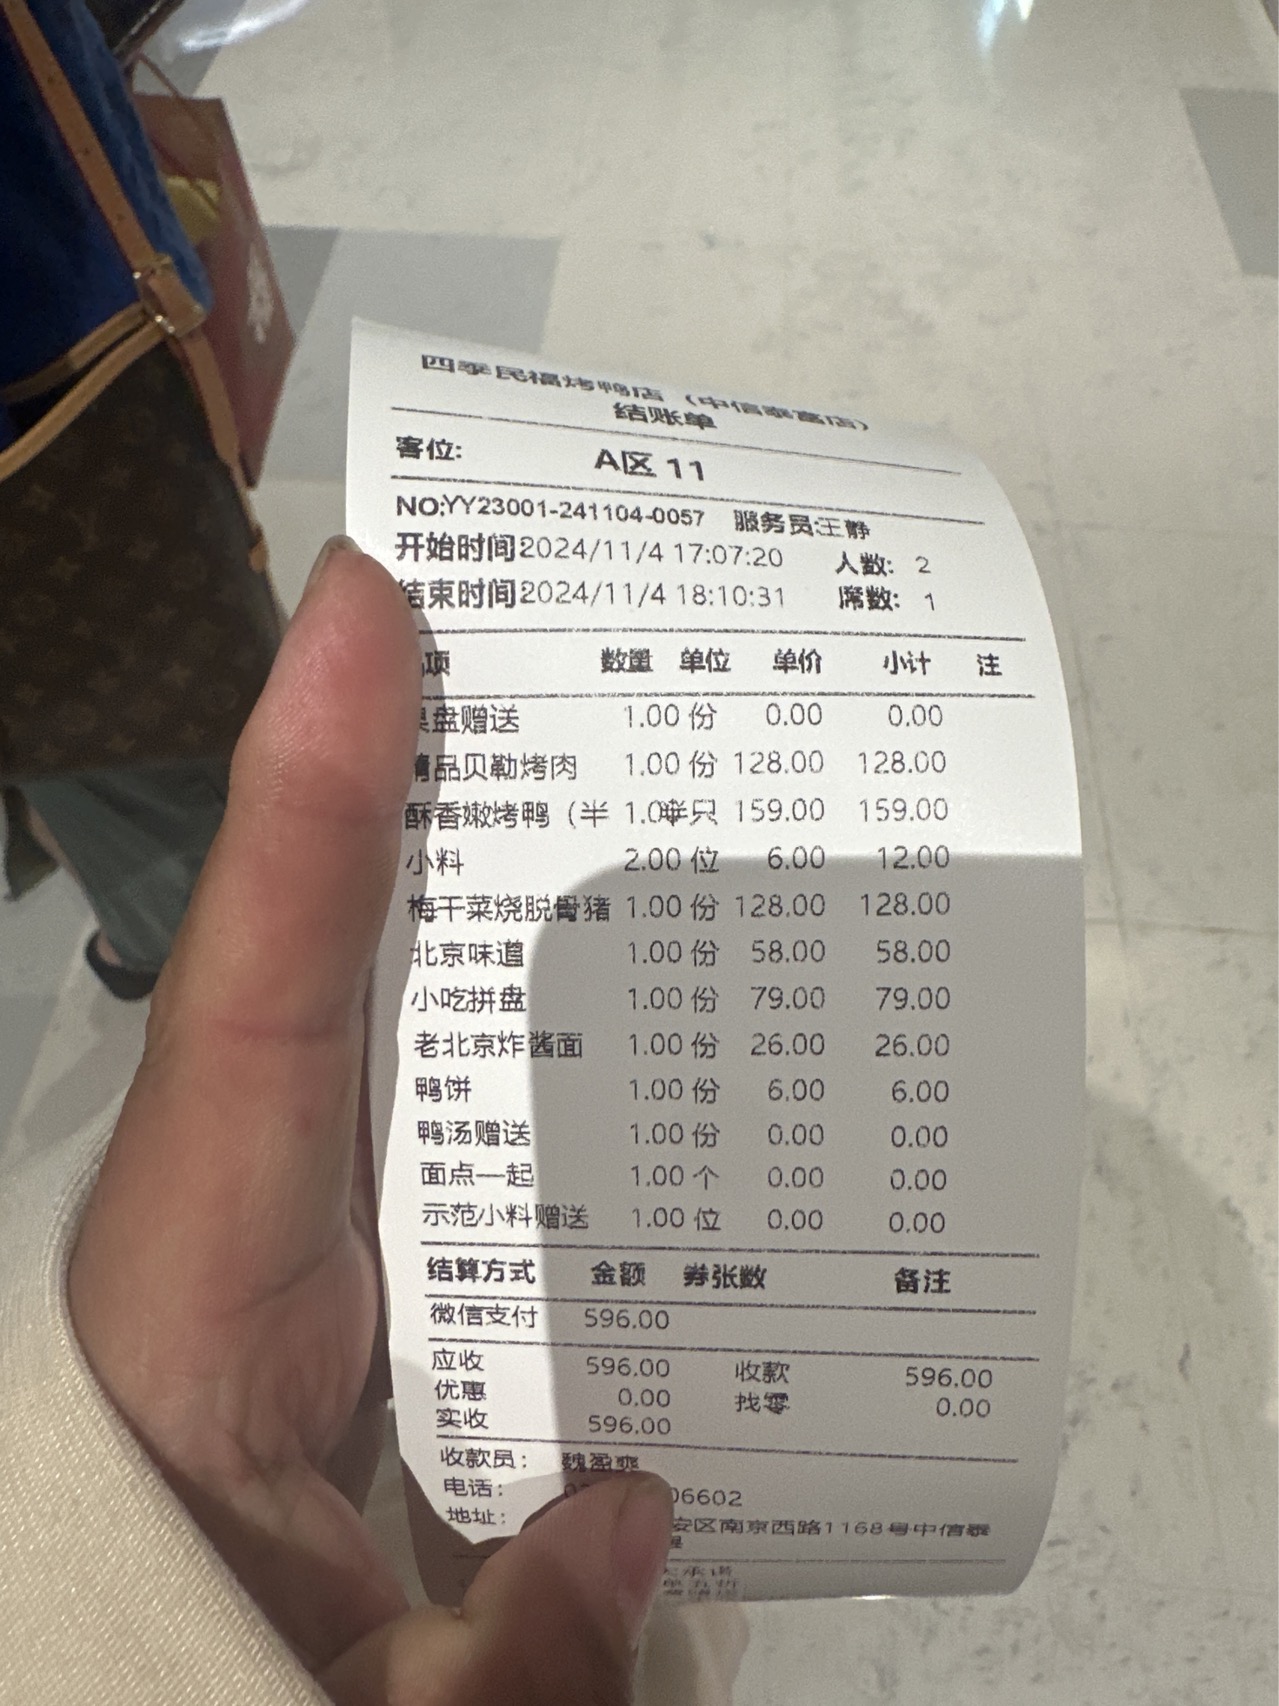 四季民福烤鸭店（中信泰富店）
结账单
客位： A区 11
NO:YY23001-241104-0057 服务员:王静
开始时间2024/11/4 17:07:20 人数： 2
结束时间2024/11/4 18:10:31 席数： 1
项 数量 单位 单价 小计 注
果盘赠送 1.00 份 0.00 0.00
精品贝勒烤肉 1.00 份 128.00 128.00
酥香嫩烤鸭（半 1.0半只 159.00 159.00
小料 2.00 位 6.00 12.00
梅干菜烧脱骨猪 1.00 份 128.00 128.00
北京味道 1.00 份 58.00 58.00
小吃拼盘 1.00 份 79.00 79.00
老北京炸酱面 1.00 份 26.00 26.00
鸭饼 1.00 份 6.00 6.00
鸭汤赠送 1.00 份 0.00 0.00
面点一起 1.00 个 0.00 0.00
示范小料赠送 1.00 位 0.00 0.00
结算方式 金额 券张数 备注
微信支付 596.00
应收 596.00 收款 596.00
优惠 0.00 找零 0.00
实收 596.00
收款员： 魏盈爽
电话： 06602
地址： 安区南京西路1168号中信泰